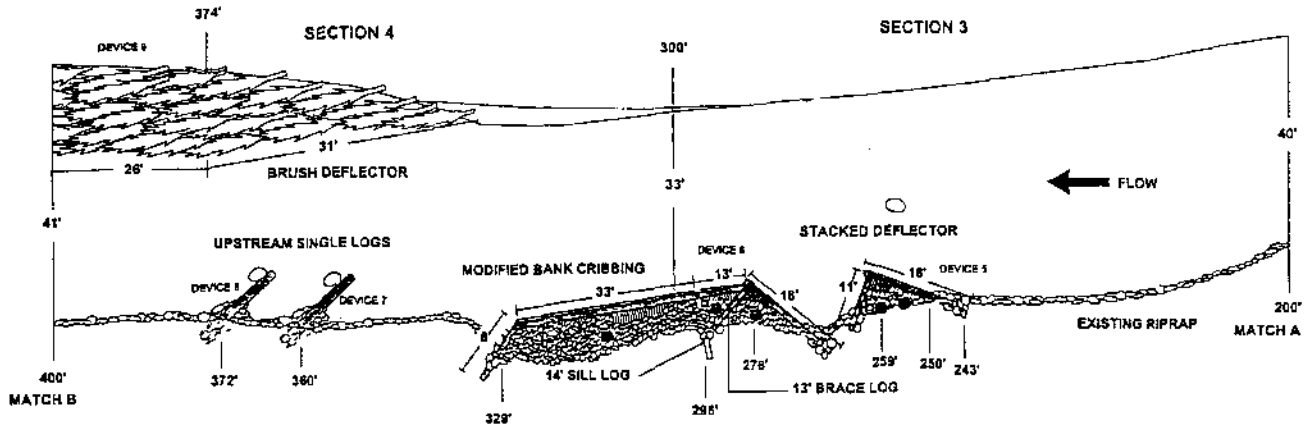 374'
SECTION 4
SECTION 3
DEVICE 9
300'
31'
26'
BRUSH DEFLECTOR
40'
33'
FLOW
41'
UPSTREAM SINGLE LOGS
STACKED DEFLECTOR
DEVICE 8
DEVICE 7
MODIFIED BANK CRIBBING
DEVICE 6
13'
33'
16'
11'
16'
DEVICE 5
8'
EXISTING RIPRAP
200'
MATCH A
400'
MATCH B
372'
360'
329'
14' SILL LOG
296'
278'
13' BRACE LOG
259'
250'
243'